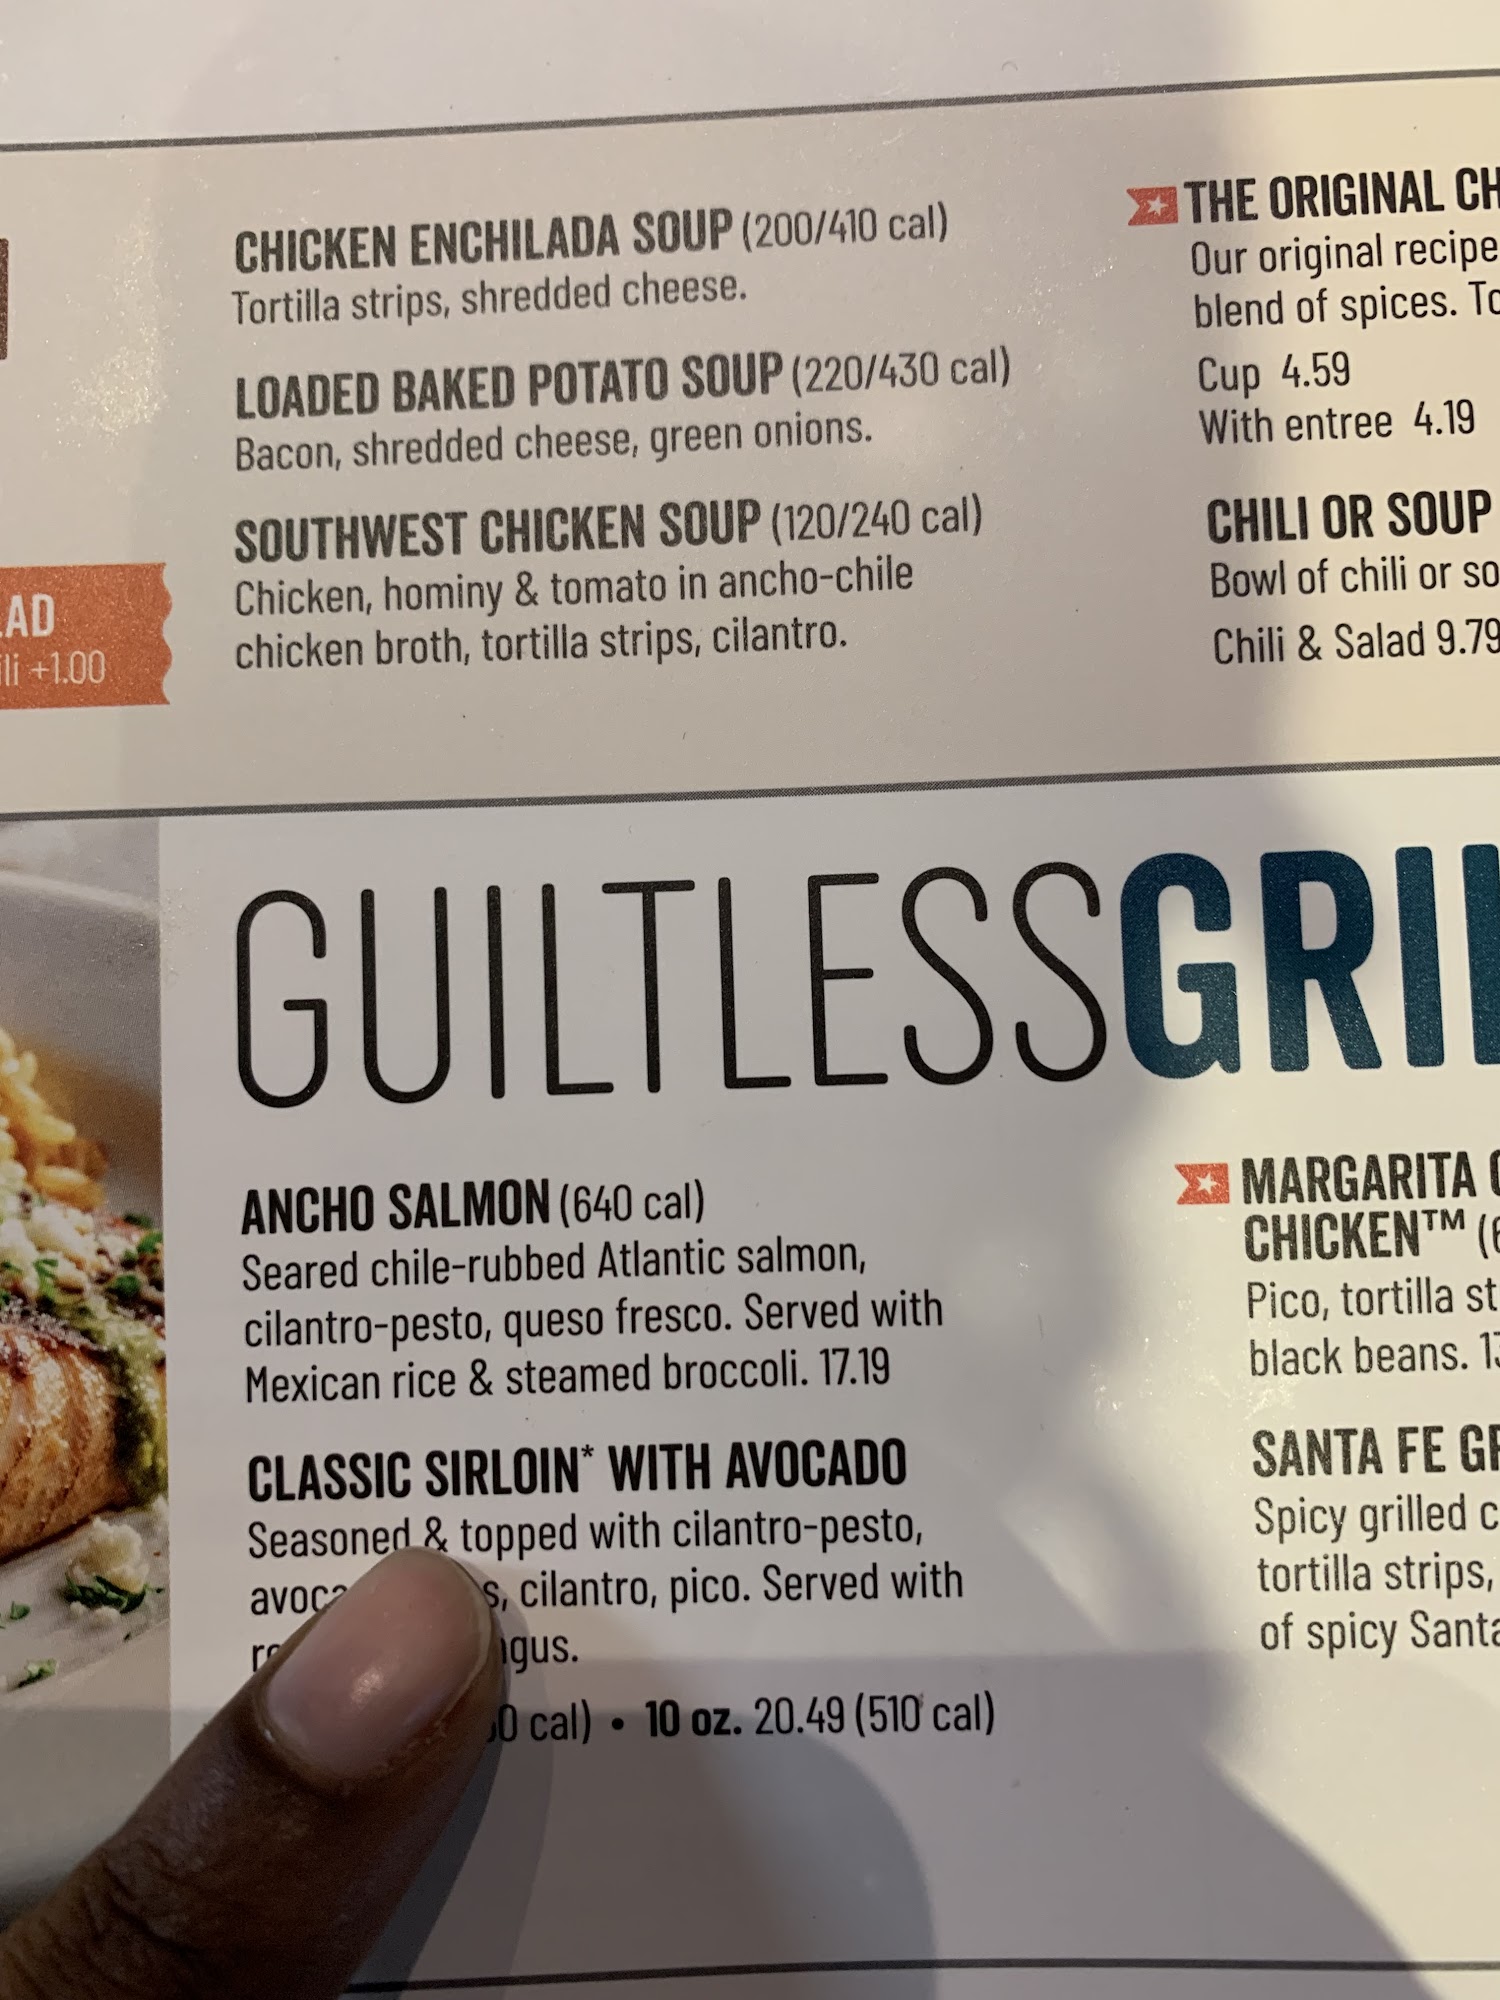 CHICKEN ENCHILADA SOUP (200/410 cal)
Tortilla strips, shredded cheese.
LOADED BAKED POTATO SOUP (220/430 cal)
Bacon, shredded cheese, green onions.
SOUTHWEST CHICKEN SOUP (120/240 cal)
Chicken, hominy & tomato in ancho-chile
chicken broth, tortilla strips, cilantro.
THE ORIGINAL
Our original recipe
blend of spices.
Cup 4.59
With entree 4.19
CHILI OR SOUP
Bowl of chili or
Chili & Salad 9.79
+1.00
GUILTLESS
ANCHO SALMON (640 cal)
Seared chile-rubbed Atlantic salmon,
cilantro-pesto, queso fresco. Served with
Mexican rice & steamed broccoli. 17.19
CLASSIC SIRLOIN* WITH AVOCADO
Seasoned & topped with cilantro-pesto,
cilantro, pico. Served with
cal) • 10 oz. 20.49 (510 cal)
MARGARITA
CHICKEN™
Pico, tortilla
black beans.
SANTA FE
Spicy grilled
tortilla strips,
of spicy